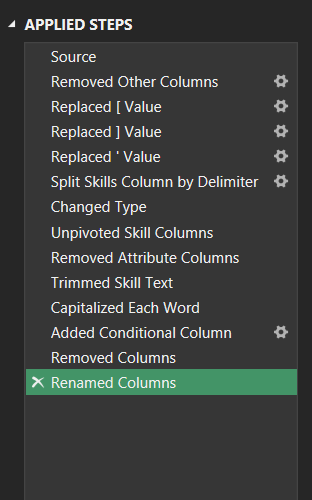 APPLIED STEPS
Source
Removed Other Columns
Replaced [ Value
Replaced ] Value
Replaced ' Value
Split Skills Column by Delimiter
Changed Type
Unpivoted Skill Columns
Removed Attribute Columns
Trimmed Skill Text
Capitalized Each Word
Added Conditional Column
Removed Columns
Renamed Columns